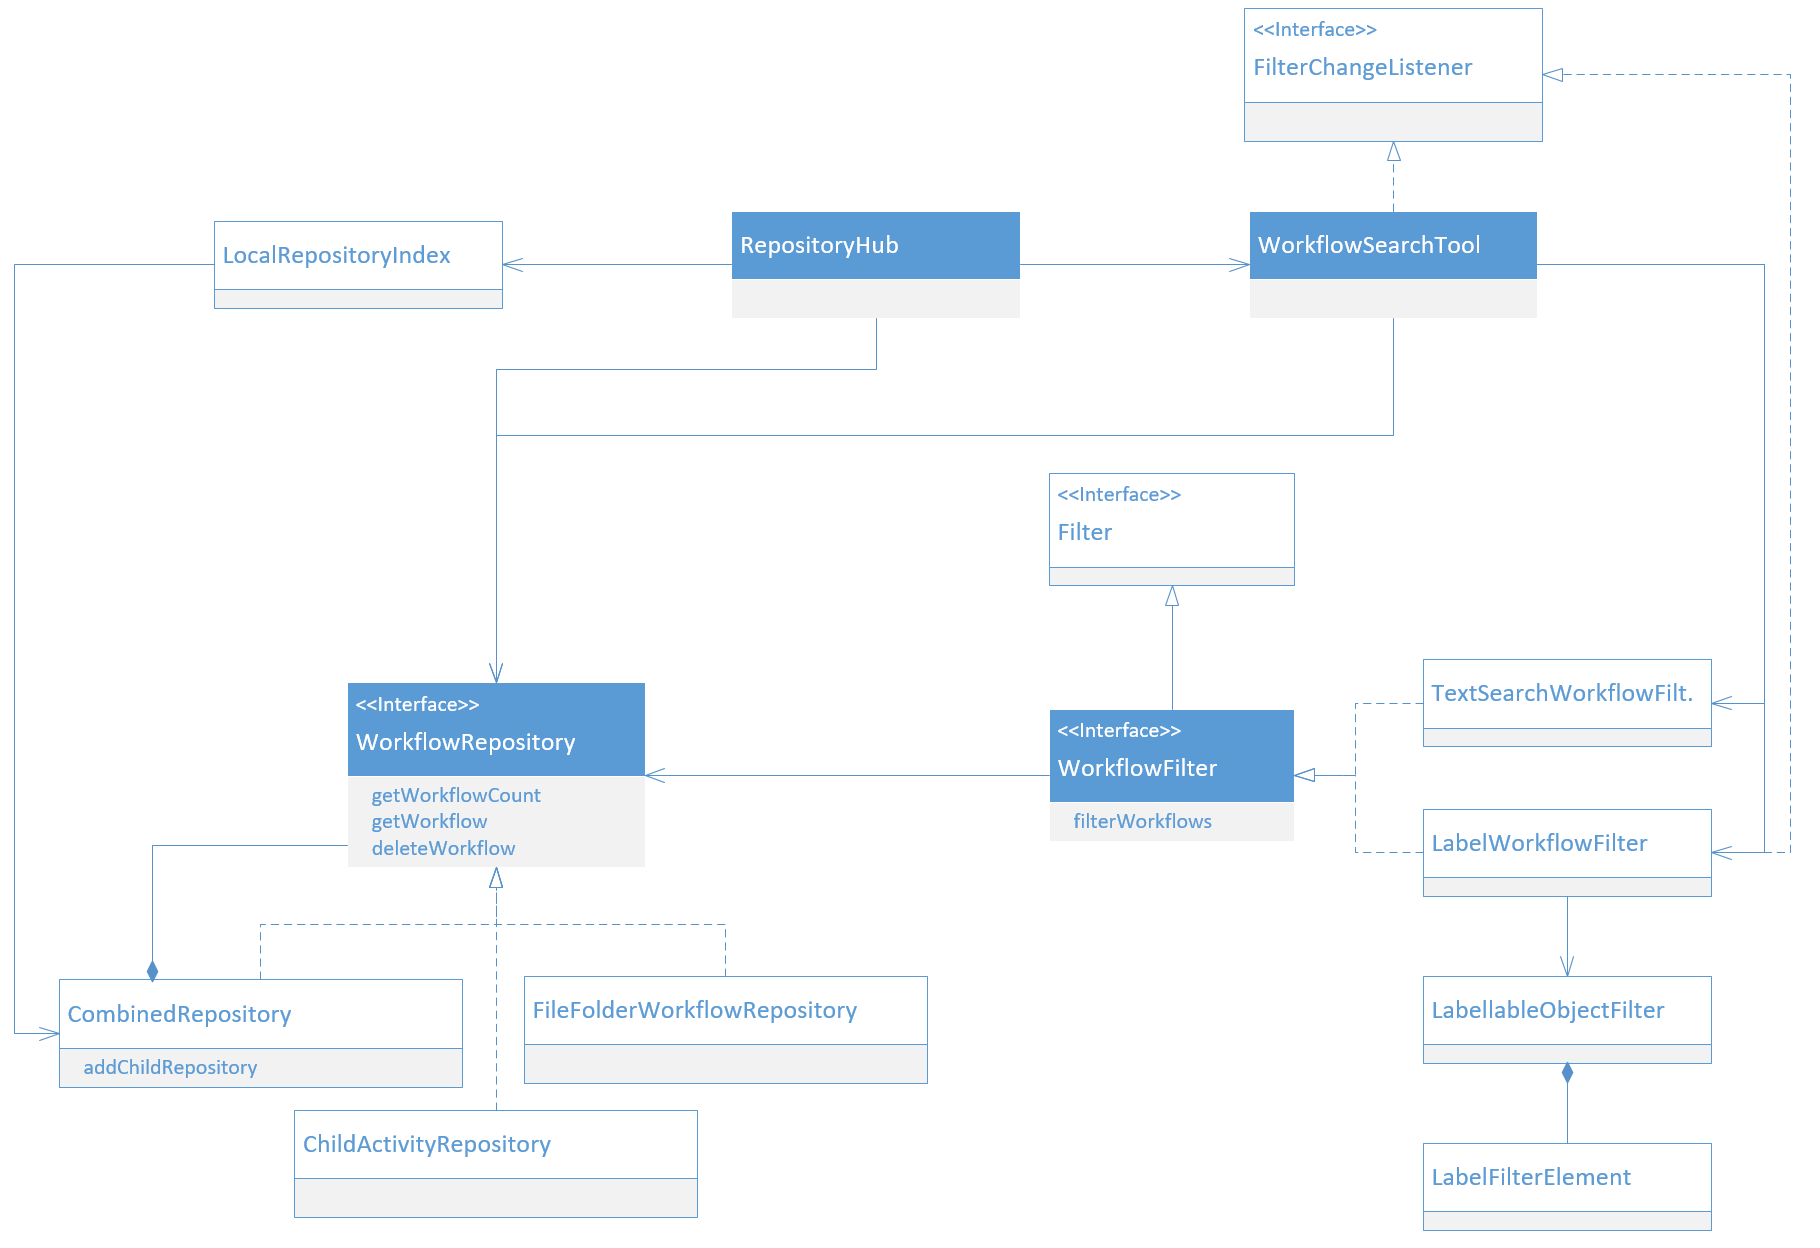 <<Interface>>
FilterChangeListener
LocalRepositoryIndex
RepositoryHub
WorkflowSearchTool
<<Interface>>
Filter
<<Interface>>
WorkflowRepository
getWorkflowCount
getWorkflow
deleteWorkflow
<<Interface>>
WorkflowFilter
filterWorkflows
TextSearchWorkflowFilt.
LabelWorkflowFilter
CombinedRepository
addChildRepository
FileFolderWorkflowRepository
LabellableObjectFilter
ChildActivityRepository
LabelFilterElement